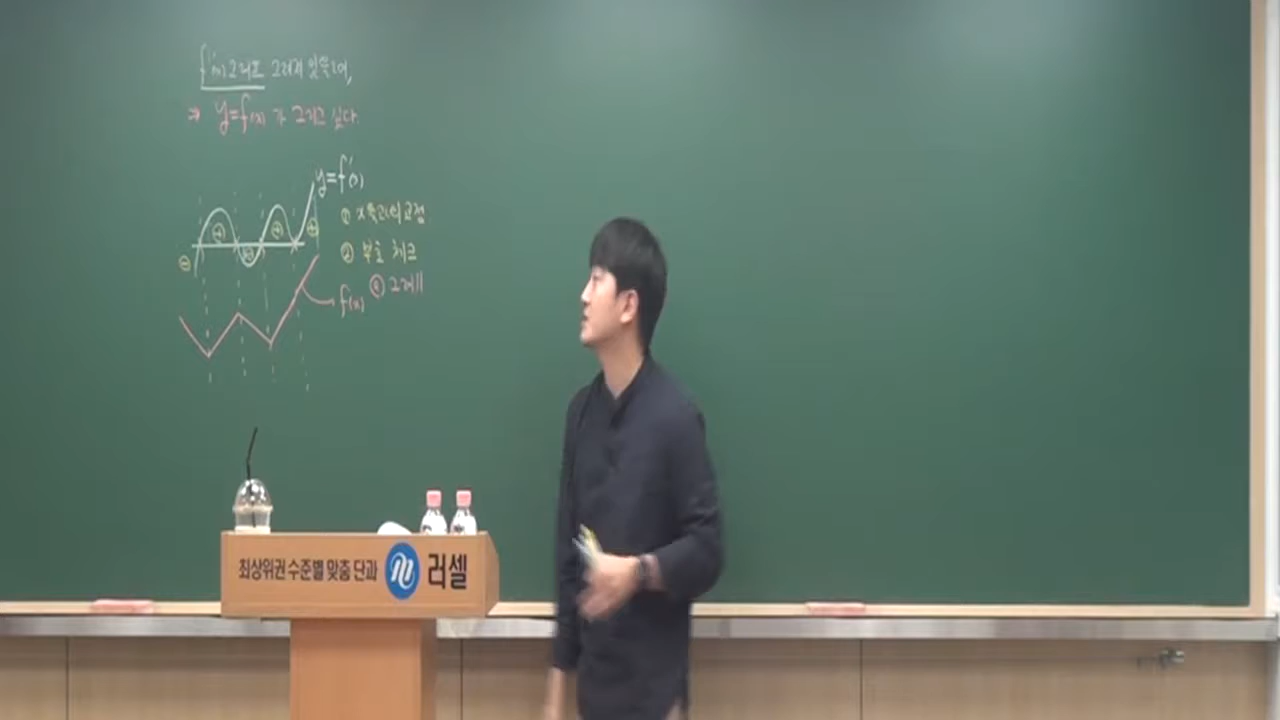 f'(x)그래프 그려져 있을 때,
⇒ y=f(x) 가 그리고 싶다.
y=f'(x)
① x축과의 교점
⊕ ⊕ ⊕
⊖ ⊖
② 부호 체크
③ 그래!!
f(x)
최상위권 수준별 맞춤 단과 러셀